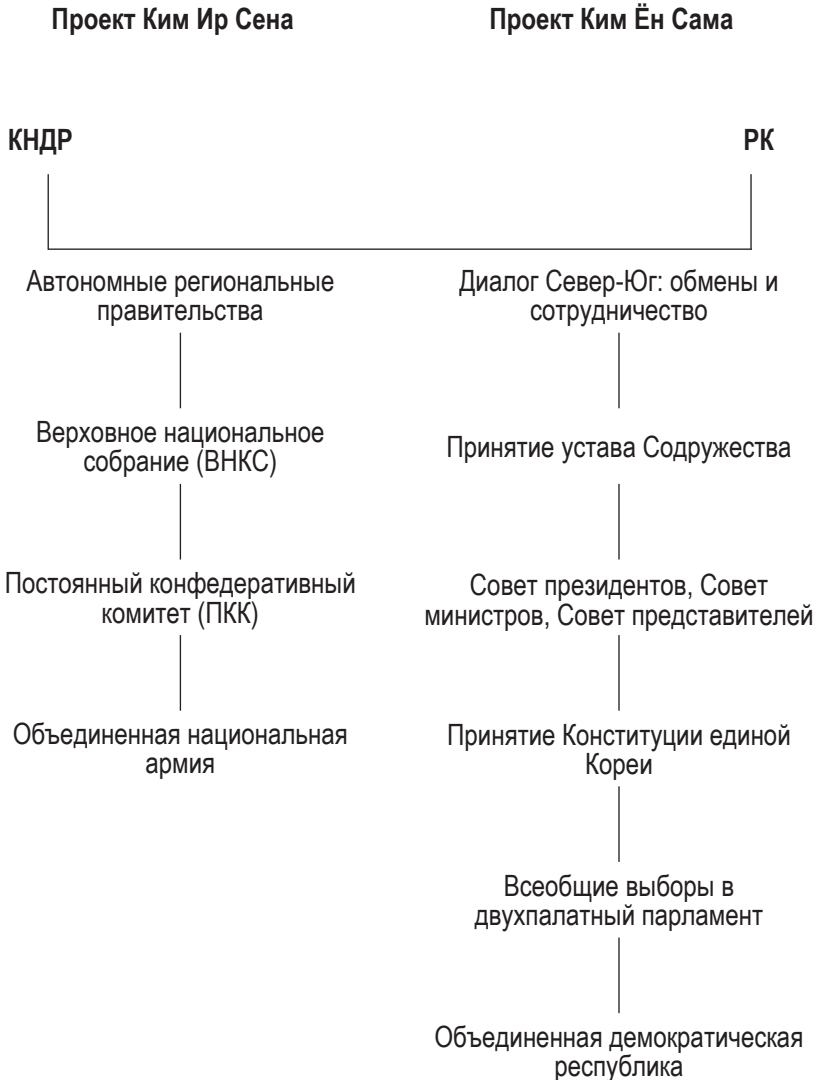 Проект Ким Ир Сена
Проект Ким Ён Сама
КНДР
РК
Автономные региональные
правительства
Верховное национальное
собрание (ВНКС)
Постоянный конфедеративный
комитет (ПКК)
Объединенная национальная
армия
Диалог Север-Юг: обмены и
сотрудничество
Принятие устава Содружества
Совет президентов, Совет
министров, Совет представителей
Принятие Конституции единой
Кореи
Всеобщие выборы в
двухпалатный парламент
Объединенная демократическая
республика